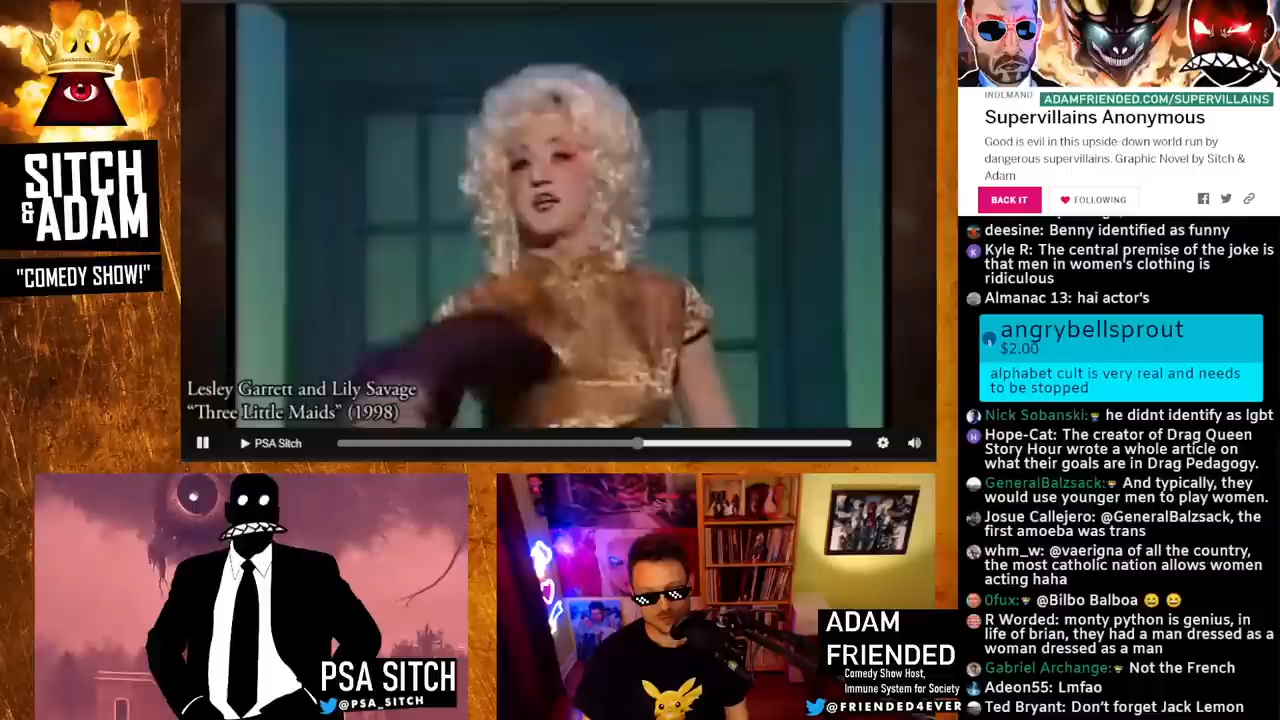 SITCH
& ADAM
"COMEDY SHOW!"
Lesley Garrett and Lily Savage
"Three Little Maids" (1998)
PSA Sitch
PSA SITCH
@PSA_SITCH
ADAM
FRIENDED
Comedy Show Host,
Immune System for Society
@FRIENDED4EVER
INDEMAND
ADAMFRIENDED.COM/SUPERVILLAINS
Supervillains Anonymous
Good is evil in this upside-down world run by
dangerous supervillains. Graphic Novel by Sitch &
Adam
BACK IT
FOLLOWING
deesine: Benny identified as funny
Kyle R: The central premise of the joke is
that men in women's clothing is
ridiculous
Almanac 13: hai actor's
angrybellsprout
$2.00
alphabet cult is very real and needs
to be stopped
Nick Sobanski: he didnt identify as lgbt
Hope-Cat: The creator of Drag Queen
Story Hour wrote a whole article on
what their goals are in Drag Pedagogy.
GeneralBalzsack: And typically, they
would use younger men to play women.
Josue Callejero: @GeneralBalzsack, the
first amoeba was trans
whm_w: @vaerigna of all the country,
the most catholic nation allows women
acting haha
0fux: @Bilbo Balboa 😄 😆
R Worded: monty python is genius, in
life of brian, they had a man dressed as a
woman dressed as a man
Gabriel Archange: Not the French
Adeon55: Lmfao
Ted Bryant: Don't forget Jack Lemon